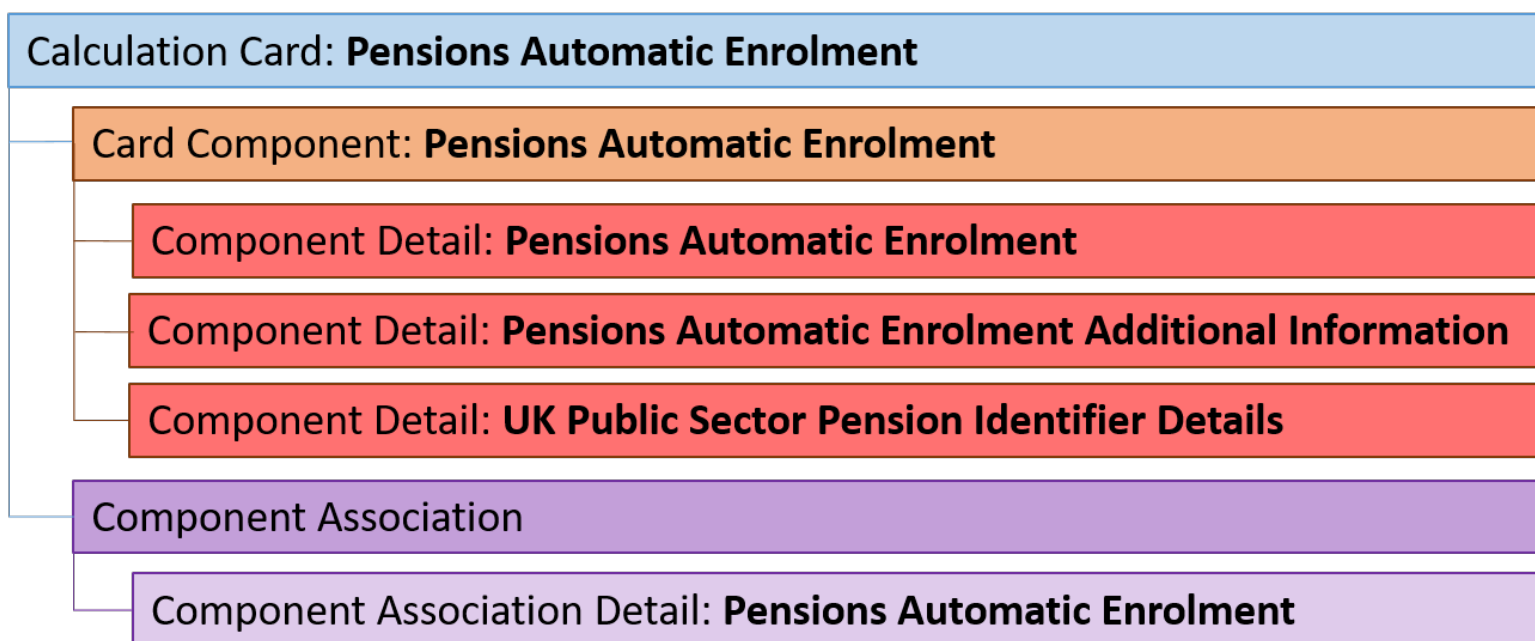 Calculation Card: Pensions Automatic Enrolment
Card Component: Pensions Automatic Enrolment
Component Detail: Pensions Automatic Enrolment
Component Detail: Pensions Automatic Enrolment Additional Information
Component Detail: UK Public Sector Pension Identifier Details
Component Association
Component Association Detail: Pensions Automatic Enrolment